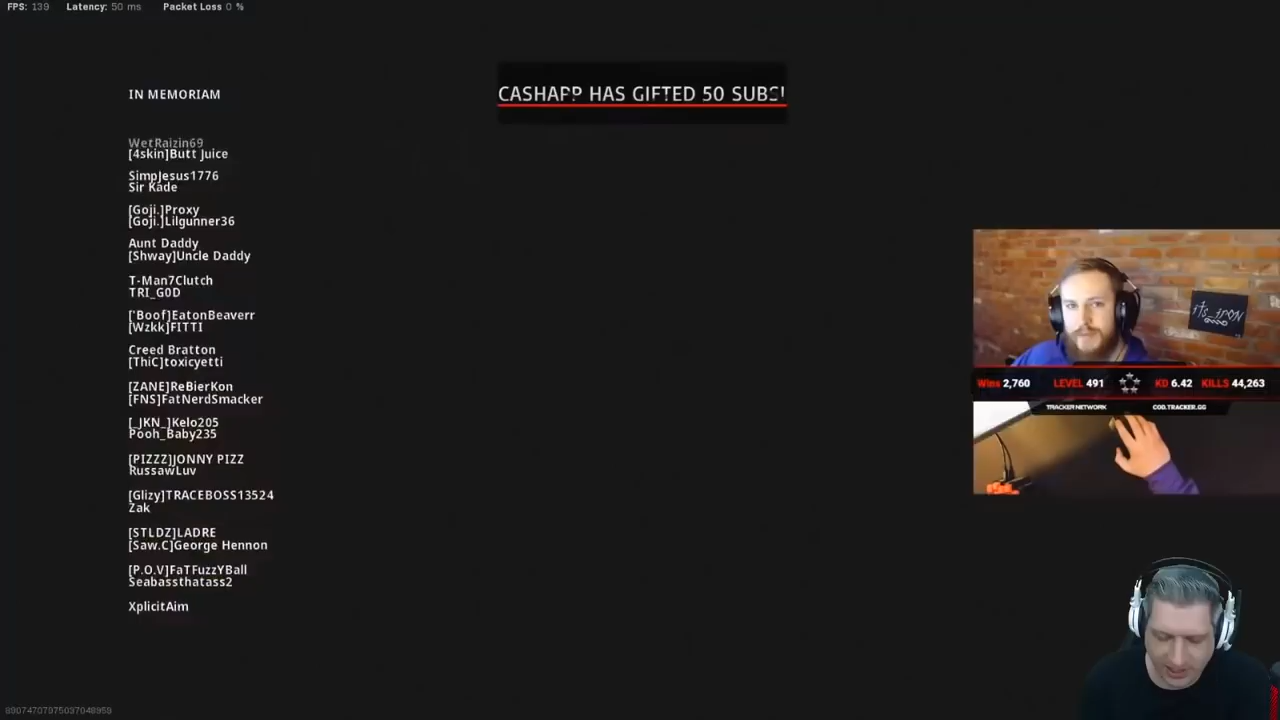 FPS: 139 Latency: 50 ms Packet Loss 0 %
IN MEMORIAM
CASHAPP HAS GIFTED 50 SUBS!
WetRaizin69
[4skin]Butt Juice
SimpJesus1776
Sir Kade
[Goji.]Proxy
[Goji.]Lilgunner36
Aunt Daddy
[Shway]Uncle Daddy
T-Man7Clutch
TRI_G0D
['Boof]EatonBeaverr
[Wzkk]FITTI
Creed Bratton
[ThiC]toxicyetti
[ZANE]ReBierKon
[FNS]FatNerdSmacker
[_JKN_]Kelo205
Pooh_Baby235
[PIZZZ]JONNY PIZZ
RussawLuv
[Glizy]TRACEBOSS13524
Zak
[STLDZ]LADRE
[Saw.C]George Hennon
[P.O.V]FaTFuzzYBall
Seabassthatass2
XplicitAim
its_iRON
Wins 2,760 LEVEL 491 KD 6.42 KILLS 44,263
TRACKER NETWORK COD.TRACKER.GG